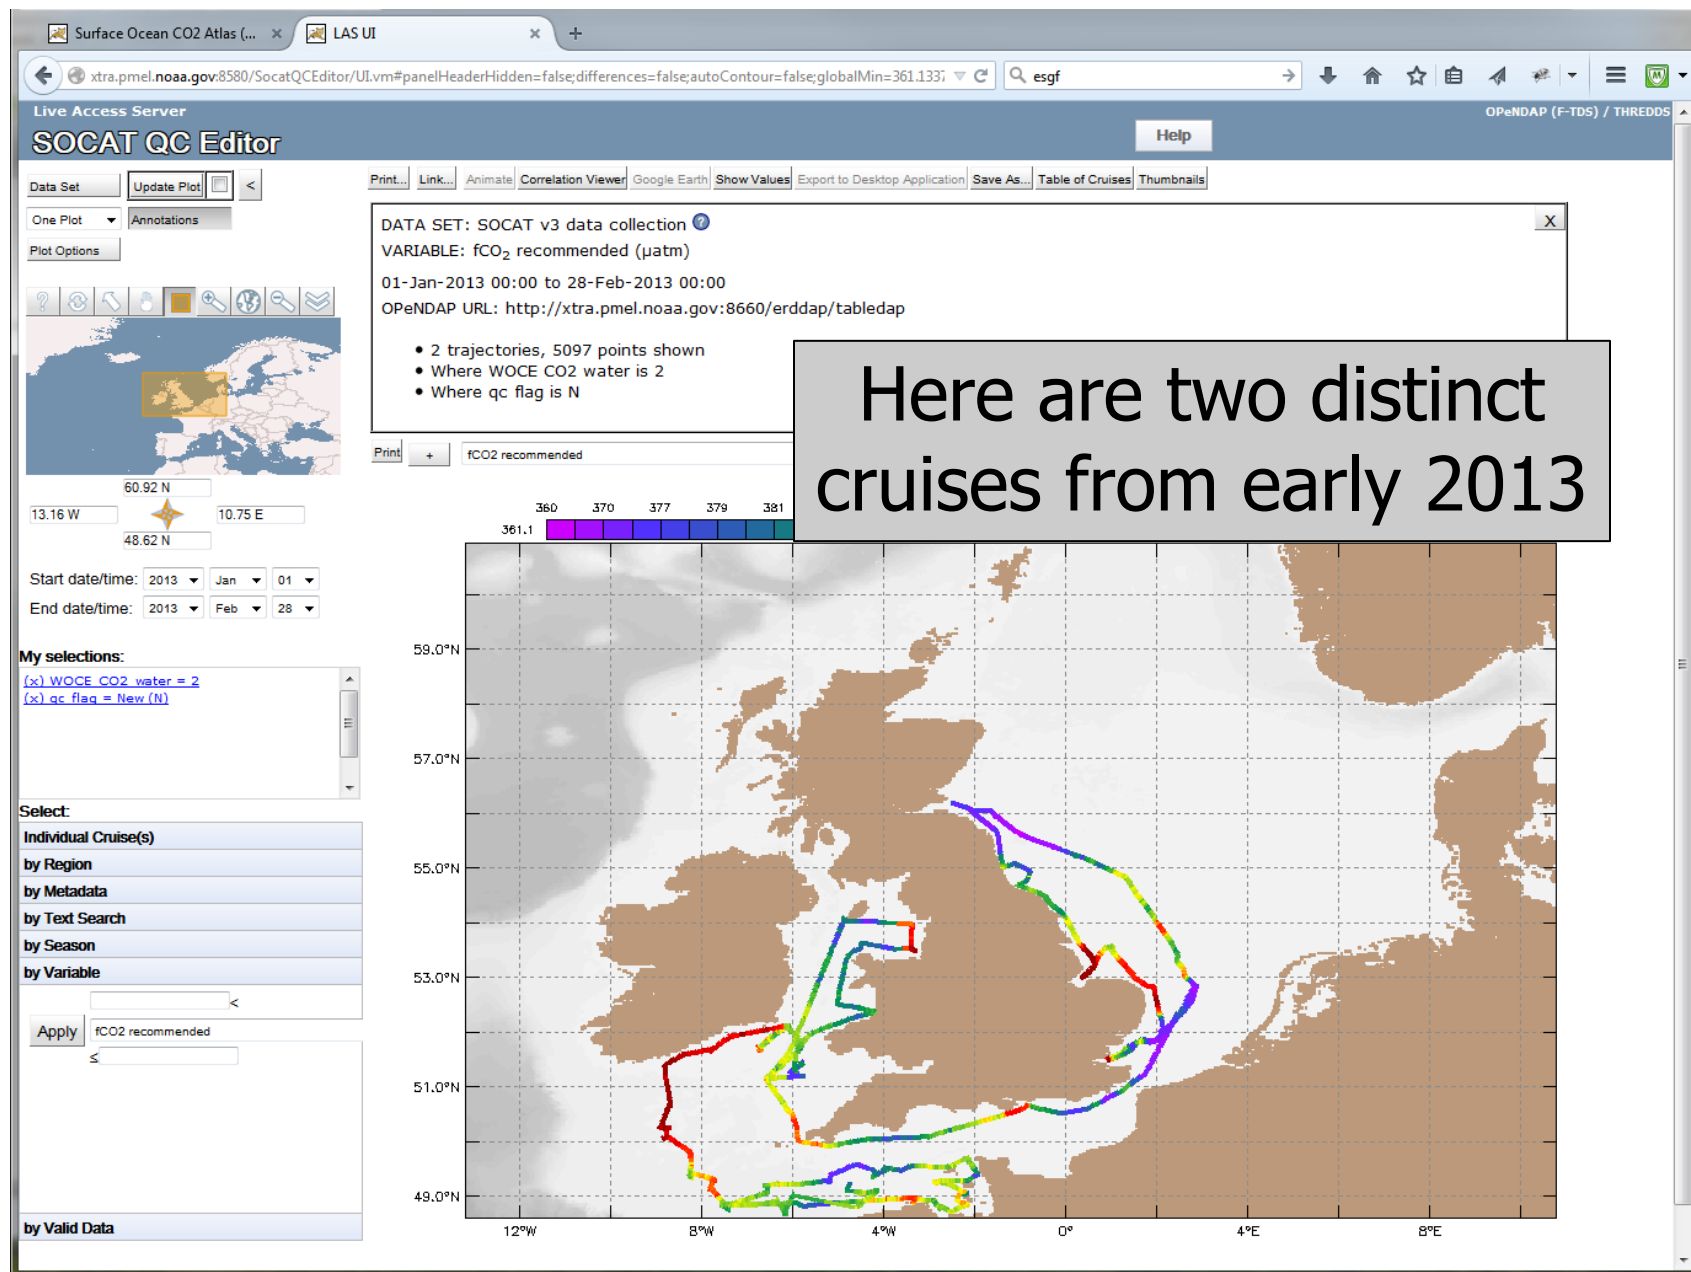 Surface Ocean CO2 Atlas (...
LAS UI
xtra.pmel.noaa.gov:8580/SocatQCEditor/UI.vm#panelHeaderHidden=false;differences=false;autoContour=false;globalMin=361.1337
esgf
Live Access Server
OPeNDAP (F-TDS) / THREDDS
SOCAT QC Editor
Help
Data Set
Update Plot
<
Print...
Link...
Animate
Correlation Viewer
Google Earth
Show Values
Export to Desktop Application
Save As...
Table of Cruises
Thumbnails
One Plot
Annotations
Plot Options
DATA SET: SOCAT v3 data collection
X
VARIABLE: fCO2 recommended (µatm)
01-Jan-2013 00:00 to 28-Feb-2013 00:00
OPeNDAP URL: http://xtra.pmel.noaa.gov:8660/erddap/tabledap
• 2 trajectories, 5097 points shown
• Where WOCE CO2 water is 2
• Where qc flag is N
Here are two distinct
cruises from early 2013
Print
+
fCO2 recommended
60.92 N
13.16 W
10.75 E
48.62 N
360 370 377 379 381
361.1
Start date/time: 2013 Jan 01
End date/time: 2013 Feb 28
My selections:
(x) WOCE CO2 water = 2
(x) qc flag = New (N)
Select:
Individual Cruise(s)
by Region
by Metadata
by Text Search
by Season
by Variable
<
Apply
fCO2 recommended
≤
by Valid Data
59.0°N
57.0°N
55.0°N
53.0°N
51.0°N
49.0°N
12°W 8°W 4°W 0° 4°E 8°E